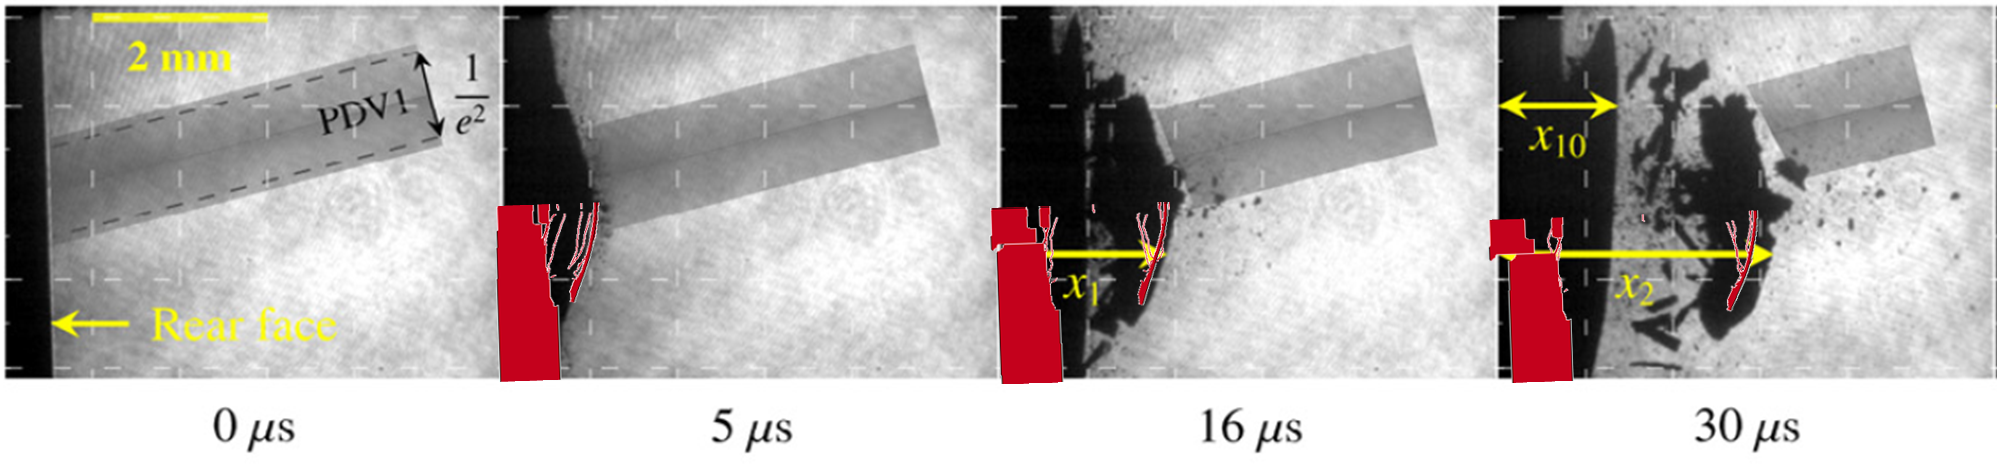 2 mm
PDV1
1
e²
Rear face
x₁
x₁₀
x₂
0 μs
5 μs
16 μs
30 μs